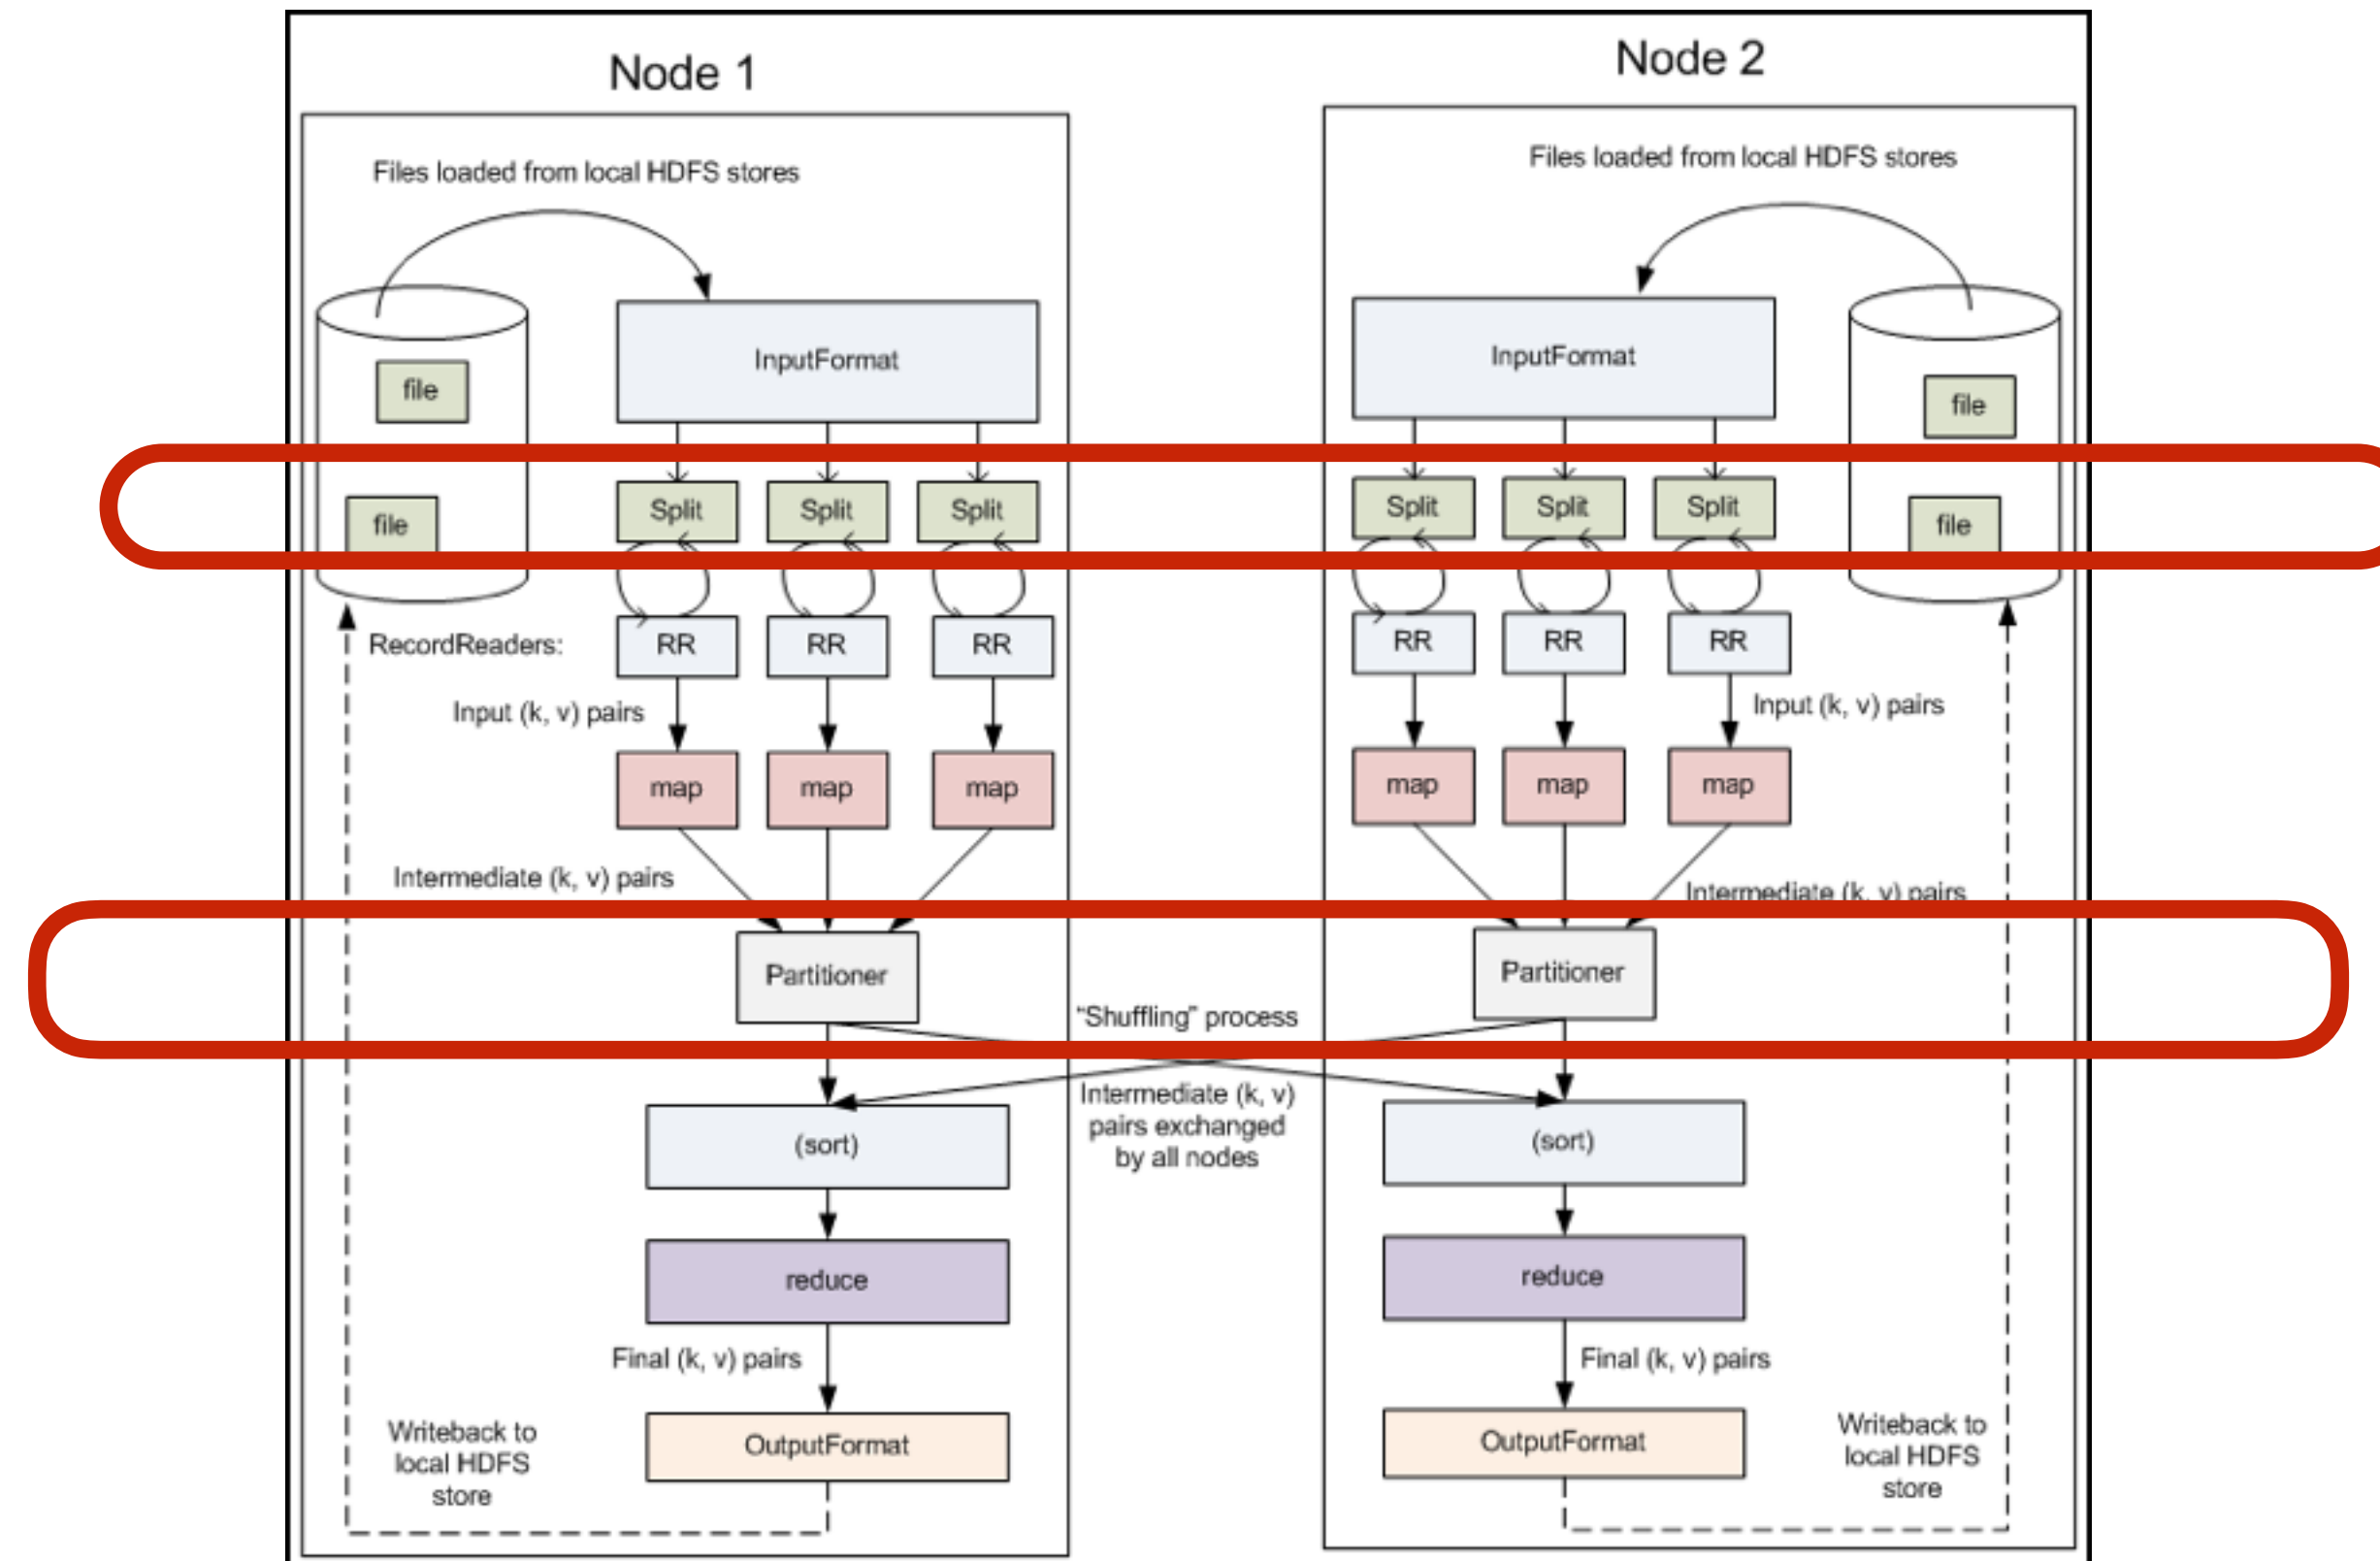 Node 1
Node 2
Files loaded from local HDFS stores
Files loaded from local HDFS stores
InputFormat
InputFormat
file
file
Split
Split
Split
Split
Split
Split
file
file
RecordReaders:
RR
RR
RR
RR
RR
RR
Input (k, v) pairs
Input (k, v) pairs
map
map
map
map
map
map
Intermediate (k, v) pairs
Intermediate (k, v) pairs
Partitioner
Partitioner
“Shuffling” process
Intermediate (k, v)
pairs exchanged
by all nodes
(sort)
(sort)
reduce
reduce
Final (k, v) pairs
Final (k, v) pairs
Writeback to
local HDFS
store
OutputFormat
OutputFormat
Writeback to
local HDFS
store